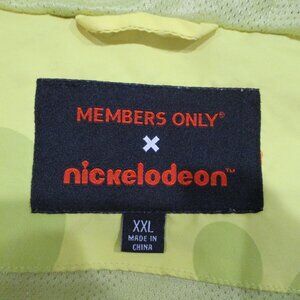 MEMBERS ONLY®
×
nickelodeon™
XXL
MADE IN
CHINA